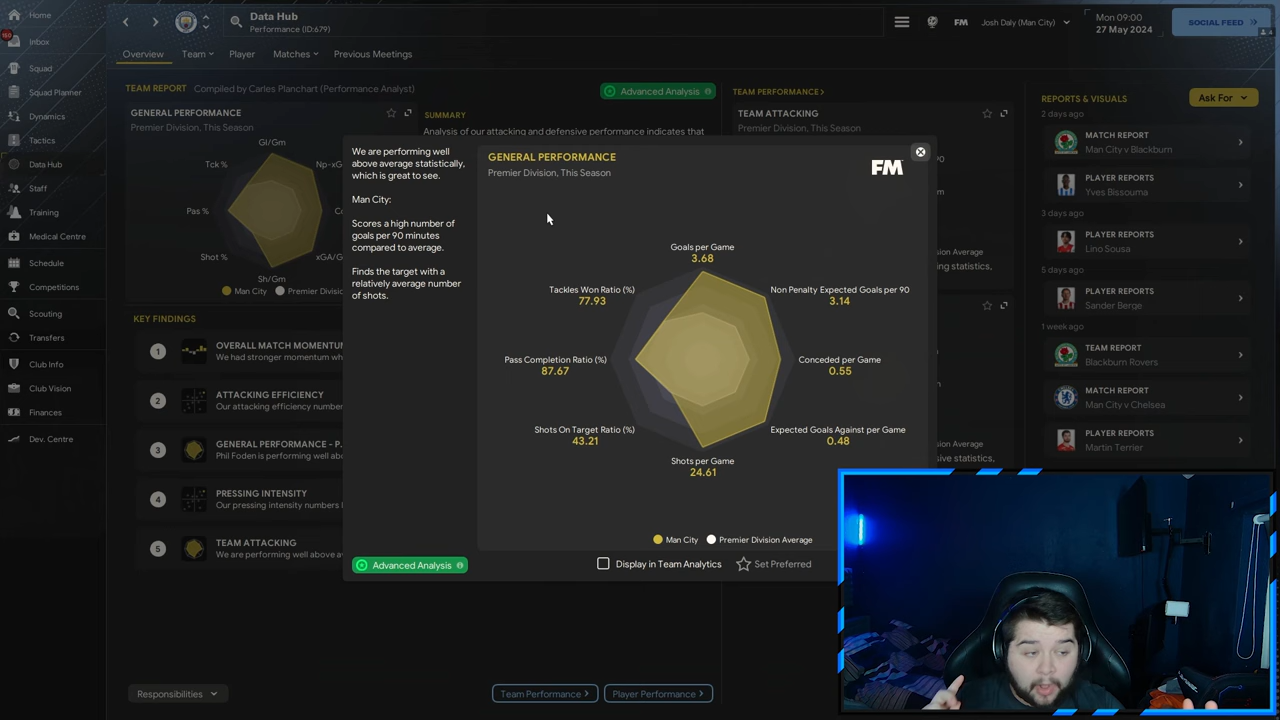 Home
Inbox
Squad
Squad Planner
Dynamics
Tactics
Data Hub
Staff
Training
Medical Centre
Schedule
Competitions
Scouting
Transfers
Club Info
Club Vision
Finances
Dev. Centre
Data Hub
Performance (ID:679)
FM
Josh Daly (Man City)
Mon 09:00
27 May 2024
SOCIAL FEED
4
Overview
Team
Player
Matches
Previous Meetings
TEAM REPORT Compiled by Carles Planchart (Performance Analyst)
Advanced Analysis
GENERAL PERFORMANCE
Premier Division, This Season
Gl/Gm
Tck %
Np-xG
Pas %
Shot %
xGA/G
Sh/Gm
Man City
Premier Divisio
SUMMARY
Analysis of our attacking and defensive performance indicates that
KEY FINDINGS
1
OVERALL MATCH MOMENTUM
We had stronger momentum wh
2
ATTACKING EFFICIENCY
Our attacking efficiency number
3
GENERAL PERFORMANCE - P.
Phil Foden is performing well abo
4
PRESSING INTENSITY
Our pressing intensity numbers
5
TEAM ATTACKING
We are performing well above av
Responsibilities
Team Performance
Player Performance
We are performing well
above average statistically,
which is great to see.
Man City:
Scores a high number of
goals per 90 minutes
compared to average.
Finds the target with a
relatively average number
of shots.
Advanced Analysis
GENERAL PERFORMANCE
Premier Division, This Season
FM
Goals per Game
3.68
Tackles Won Ratio (%)
77.93
Non Penalty Expected Goals per 90
3.14
Pass Completion Ratio (%)
87.67
Conceded per Game
0.55
Shots On Target Ratio (%)
43.21
Expected Goals Against per Game
0.48
Shots per Game
24.61
Man City
Premier Division Average
Display in Team Analytics
Set Preferred
TEAM PERFORMANCE
TEAM ATTACKING
Premier Division, This Season
REPORTS & VISUALS
Ask For
2 days ago
MATCH REPORT
Man City v Blackburn
PLAYER REPORTS
Yves Bissouma
3 days ago
PLAYER REPORTS
Lino Sousa
5 days ago
PLAYER REPORTS
Sander Berge
1 week ago
TEAM REPORT
Blackburn Rovers
MATCH REPORT
Man City v Chelsea
PLAYER REPORTS
Martin Terrier